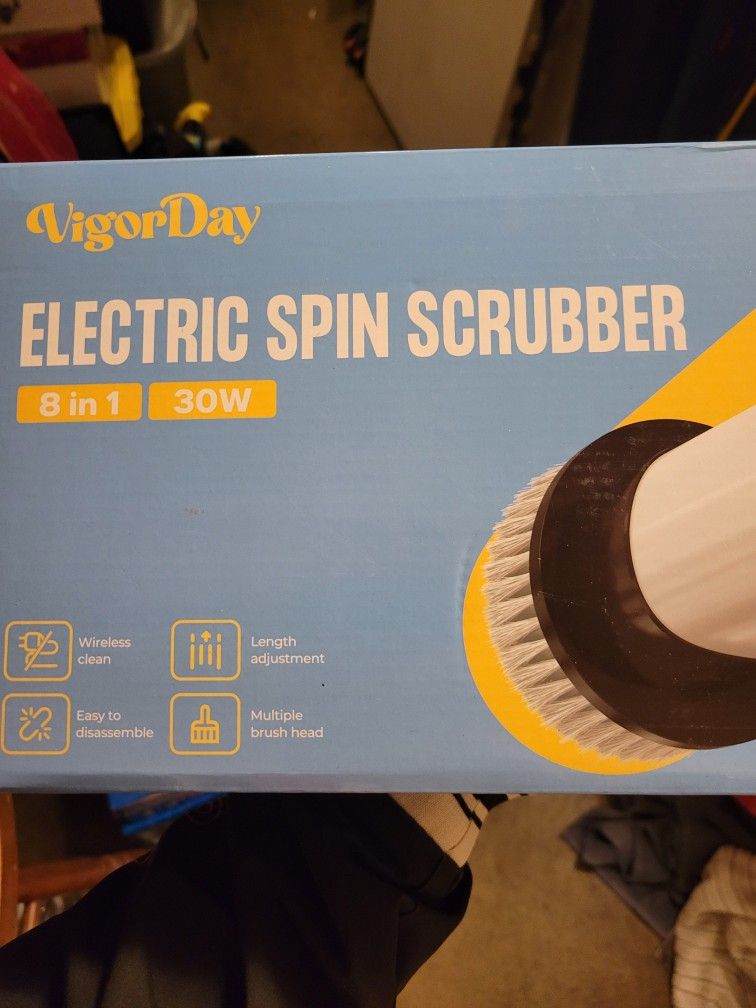 VigorDay
ELECTRIC SPIN SCRUBBER
8 in 1 30W
Wireless
clean
Length
adjustment
Easy to
disassemble
Multiple
brush head